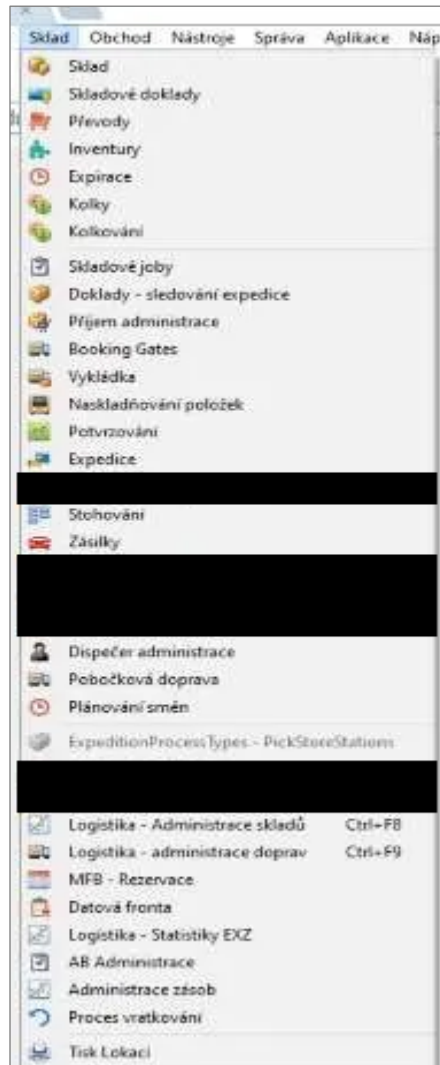 Sklad Obchod Nástroje Správa Aplikace Náp
Sklad
Skladové doklady
Převody
Inventury
Expirace
Kolky
Kolkování
Skladové joby
Doklady - sledování expedice
Příjem administrace
Booking Gates
Vykládka
Naskladňování položek
Potvrzování
Expedice
Stohování
Zásilky
Dispečer administrace
Pobočková doprava
Plánování směn
ExpeditionProcessTypes - PickStoreStations
Logistika - Administrace skladů Ctrl+F8
Logistika - administrace doprav Ctrl+F9
MFB - Rezervace
Datová fronta
Logistika - Statistiky EXZ
AB Administrace
Administrace zásob
Proces vratkování
Tisk Lokací